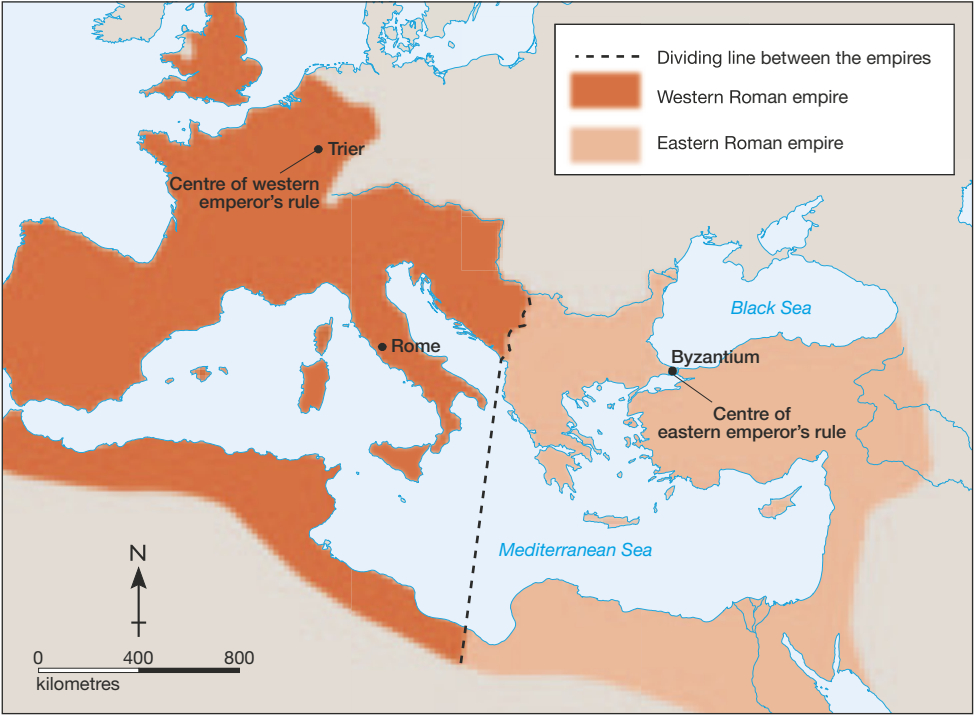 Dividing line between the empires
Western Roman empire
Eastern Roman empire
Trier
Centre of western
emperor's rule
Black Sea
Rome
Byzantium
Centre of
eastern emperor's rule
Mediterranean Sea
N
0 400 800
kilometres